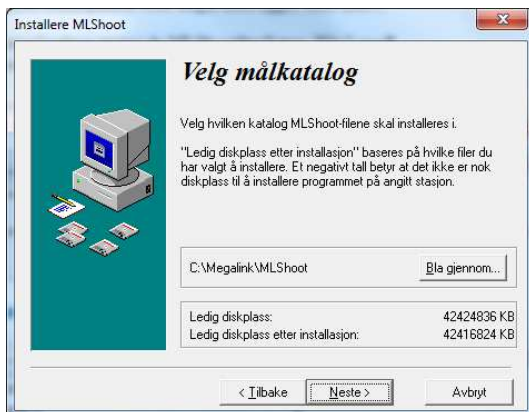 Installere MLShoot
Velg målkatalog
Velg hvilken katalog MLShoot-filene skal installeres i.
"Ledig diskplass etter installasjon" baseres på hvilke filer du
har valgt å installere. Et negativt tall betyr at det ikke er nok
diskplass til å installere programmet på angitt stasjon.
C:\Megalink\MLShoot
Bla gjennom...
Ledig diskplass: 42424836 KB
Ledig diskplass etter installasjon: 42416824 KB
< Tilbake
Neste >
Avbryt